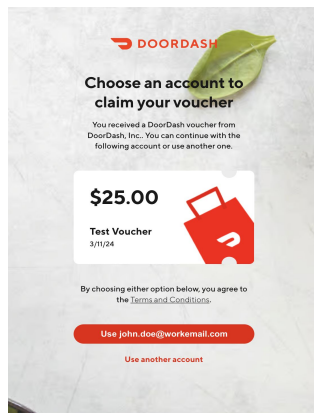 DOORDASH
Choose an account to
claim your voucher
You received a DoorDash voucher from
DoorDash, Inc.. You can continue with the
following account or use another one.
$25.00
Test Voucher
3/11/24
By choosing either option below, you agree to
the Terms and Conditions.
Use john.doe@workemail.com
Use another account